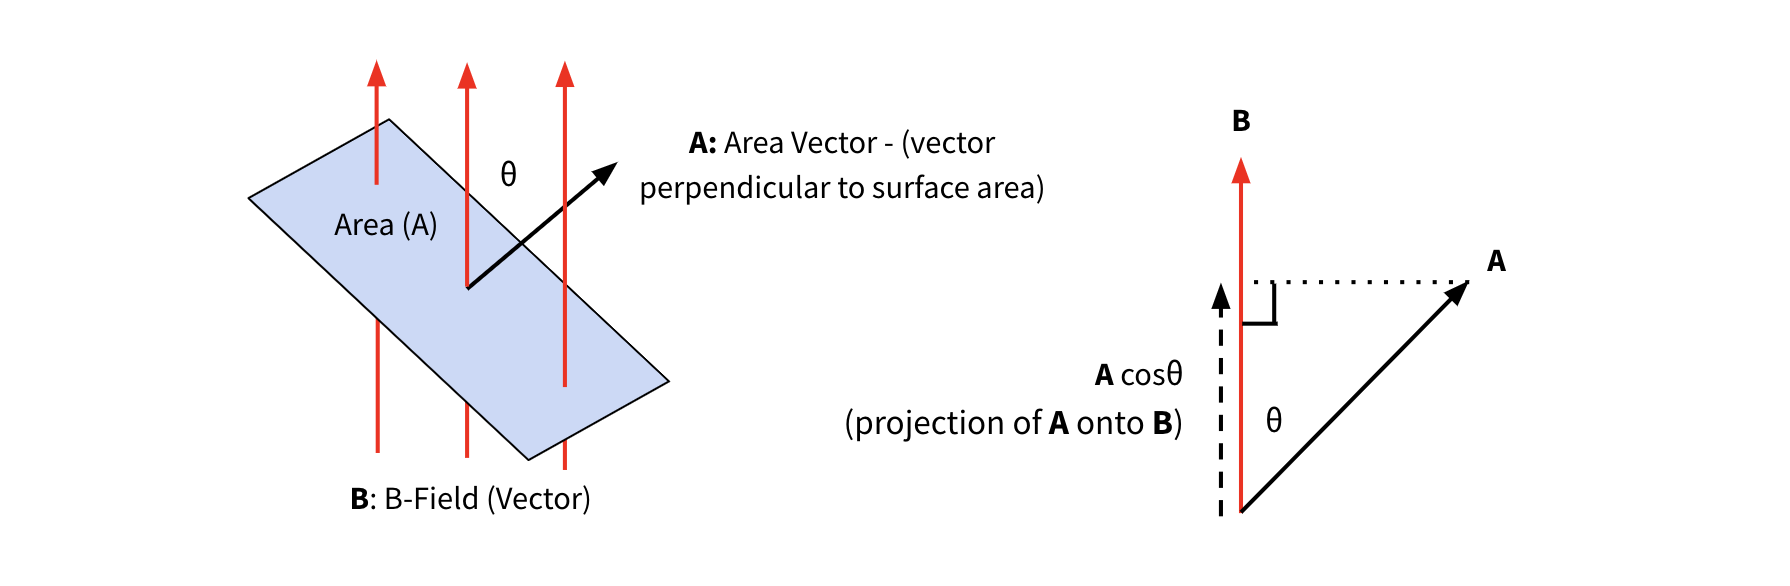 θ
A: Area Vector - (vector
perpendicular to surface area)
Area (A)
B: B-Field (Vector)
B
A
A cosθ
(projection of A onto B)
θ